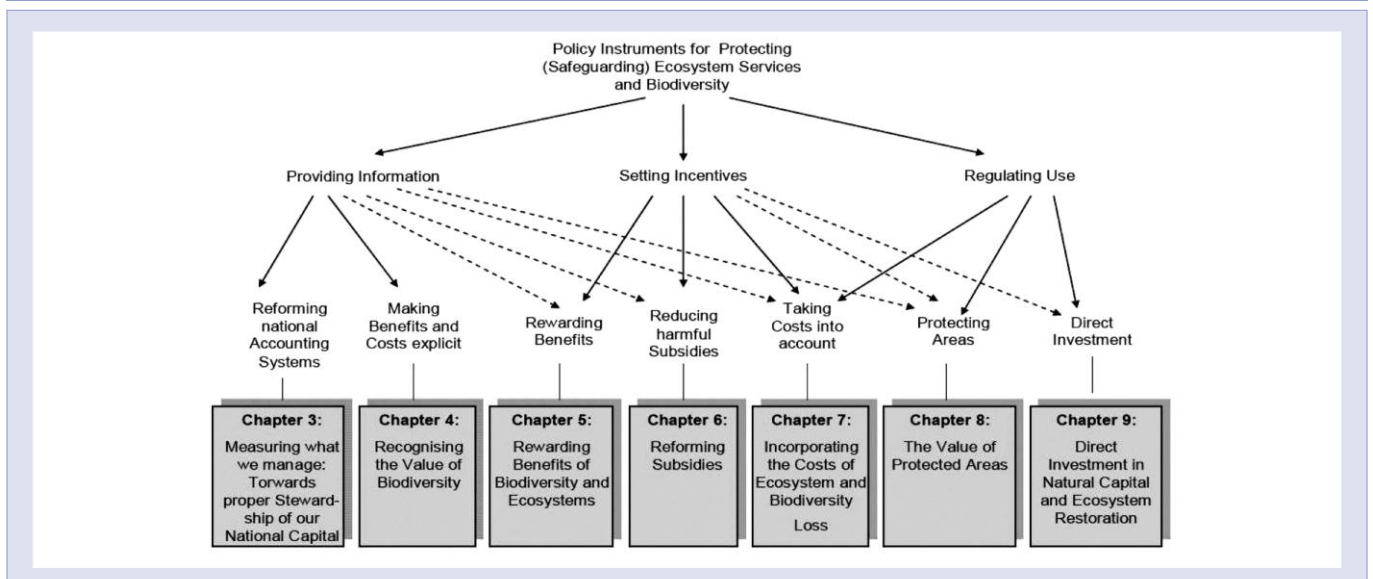 Policy Instruments for Protecting
(Safeguarding) Ecosystem Services
and Biodiversity
Providing Information
Setting Incentives
Regulating Use
Reforming
national
Accounting
Systems
Making
Benefits and
Costs explicit
Rewarding
Benefits
Reducing
harmful
Subsidies
Taking
Costs into
account
Protecting
Areas
Direct
Investment
Chapter 3:
Measuring what
we manage:
Torwards
proper Steward-
ship of our
National Capital
Chapter 4:
Recognising
the Value of
Biodiversity
Chapter 5:
Rewarding
Benefits of
Biodiversity and
Ecosystems
Chapter 6:
Reforming
Subsidies
Chapter 7:
Incorporating
the Costs of
Ecosystem and
Biodiversity
Loss
Chapter 8:
The Value of
Protected Areas
Chapter 9:
Direct
Investment in
Natural Capital
and Ecosystem
Restoration